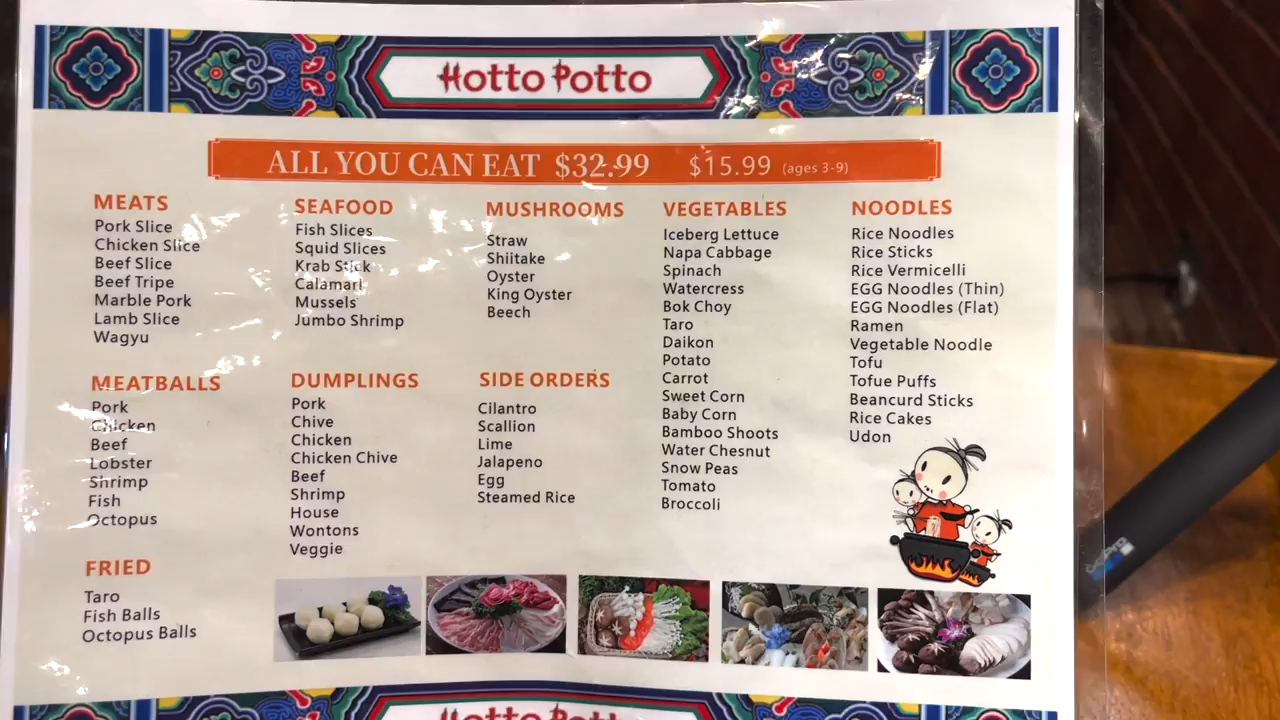 Hotto Potto
ALL YOU CAN EAT $32.99 $15.99 (ages 3-9)
MEATS
Pork Slice
Chicken Slice
Beef Slice
Beef Tripe
Marble Pork
Lamb Slice
Wagyu
SEAFOOD
Fish Slices
Squid Slices
Krab Stick
Calamari
Mussels
Jumbo Shrimp
MUSHROOMS
Straw
Shiitake
Oyster
King Oyster
Beech
VEGETABLES
Iceberg Lettuce
Napa Cabbage
Spinach
Watercress
Bok Choy
Taro
Daikon
Potato
Carrot
Sweet Corn
Baby Corn
Bamboo Shoots
Water Chesnut
Snow Peas
Tomato
Broccoli
NOODLES
Rice Noodles
Rice Sticks
Rice Vermicelli
EGG Noodles (Thin)
EGG Noodles (Flat)
Ramen
Vegetable Noodle
Tofu
Tofue Puffs
Beancurd Sticks
Rice Cakes
Udon
MEATBALLS
Pork
Chicken
Beef
Lobster
Shrimp
Fish
Octopus
DUMPLINGS
Pork
Chive
Chicken
Chicken Chive
Beef
Shrimp
House
Wontons
Veggie
SIDE ORDERS
Cilantro
Scallion
Lime
Jalapeno
Egg
Steamed Rice
FRIED
Taro
Fish Balls
Octopus Balls
Hotto Potto
GoPro